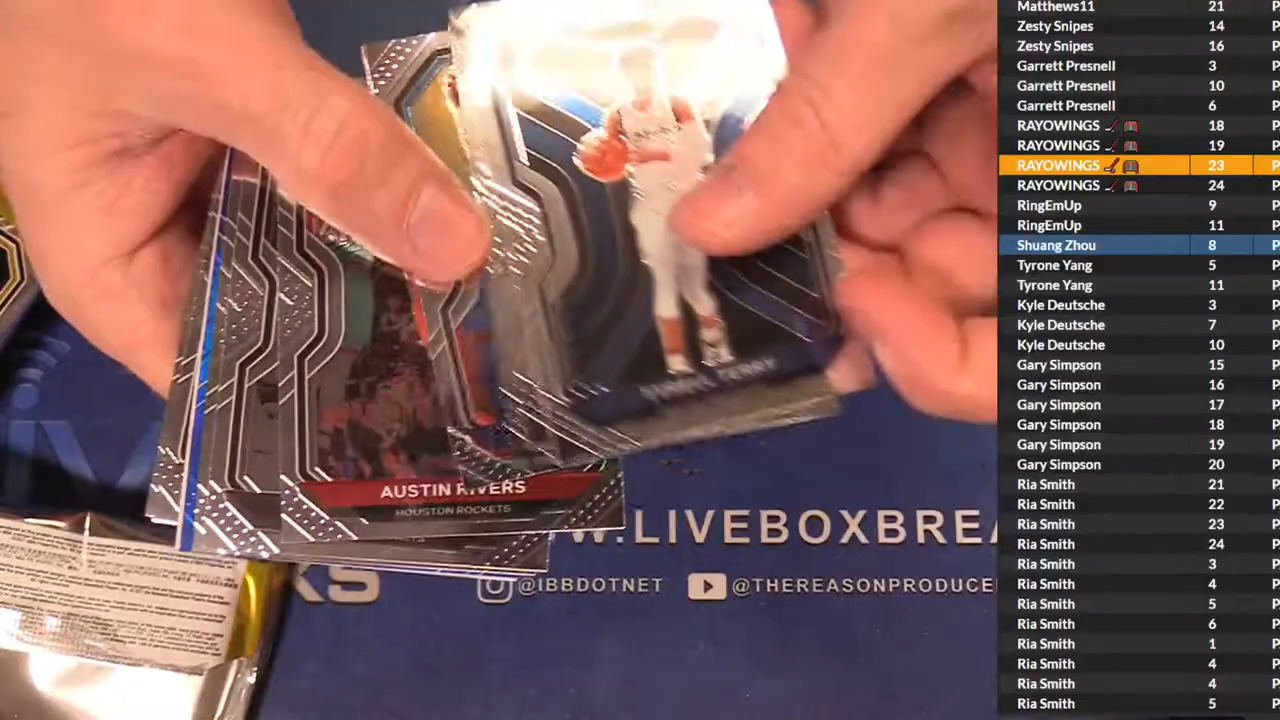 Matthews11 21 P
Zesty Snipes 14 P
Zesty Snipes 16 P
Garrett Presnell 3 P
Garrett Presnell 10 P
Garrett Presnell 6 P
RAYOWINGS 18 P
RAYOWINGS 19 P
RAYOWINGS 23 P
RAYOWINGS 24 P
RingEmUp 9 P
RingEmUp 11 P
Shuang Zhou 8 P
Tyrone Yang 5 P
Tyrone Yang 11 P
Kyle Deutsche 3 P
Kyle Deutsche 7 P
Kyle Deutsche 10 P
Gary Simpson 15 P
Gary Simpson 16 P
Gary Simpson 17 P
Gary Simpson 18 P
Gary Simpson 19 P
Gary Simpson 20 P
Ria Smith 21 P
Ria Smith 22 P
Ria Smith 23 P
Ria Smith 24 P
Ria Smith 3 P
Ria Smith 4 P
Ria Smith 5 P
Ria Smith 6 P
Ria Smith 1 P
Ria Smith 4 P
Ria Smith 4 P
Ria Smith 5 P
AUSTIN RIVERS
HOUSTON ROCKETS
W.LIVEBOXBREA
KS @IBBDOTNET @THEREASONPRODUCE